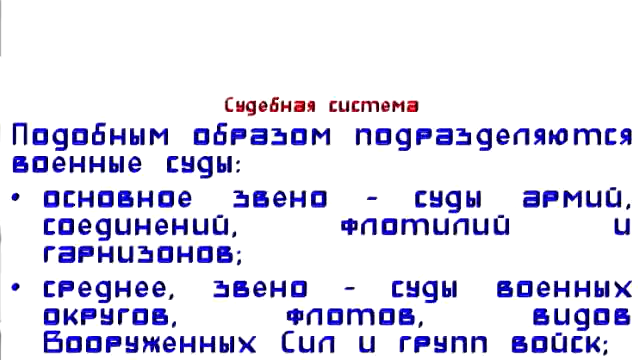 Судебная система
Подобным образом подразделяются
военные суды:
• основное звено - суды армий,
соединений, флотилий и
гарнизонов;
• среднее, звено - суды военных
округов, флотов, видов
Вооруженных Сил и групп войск;